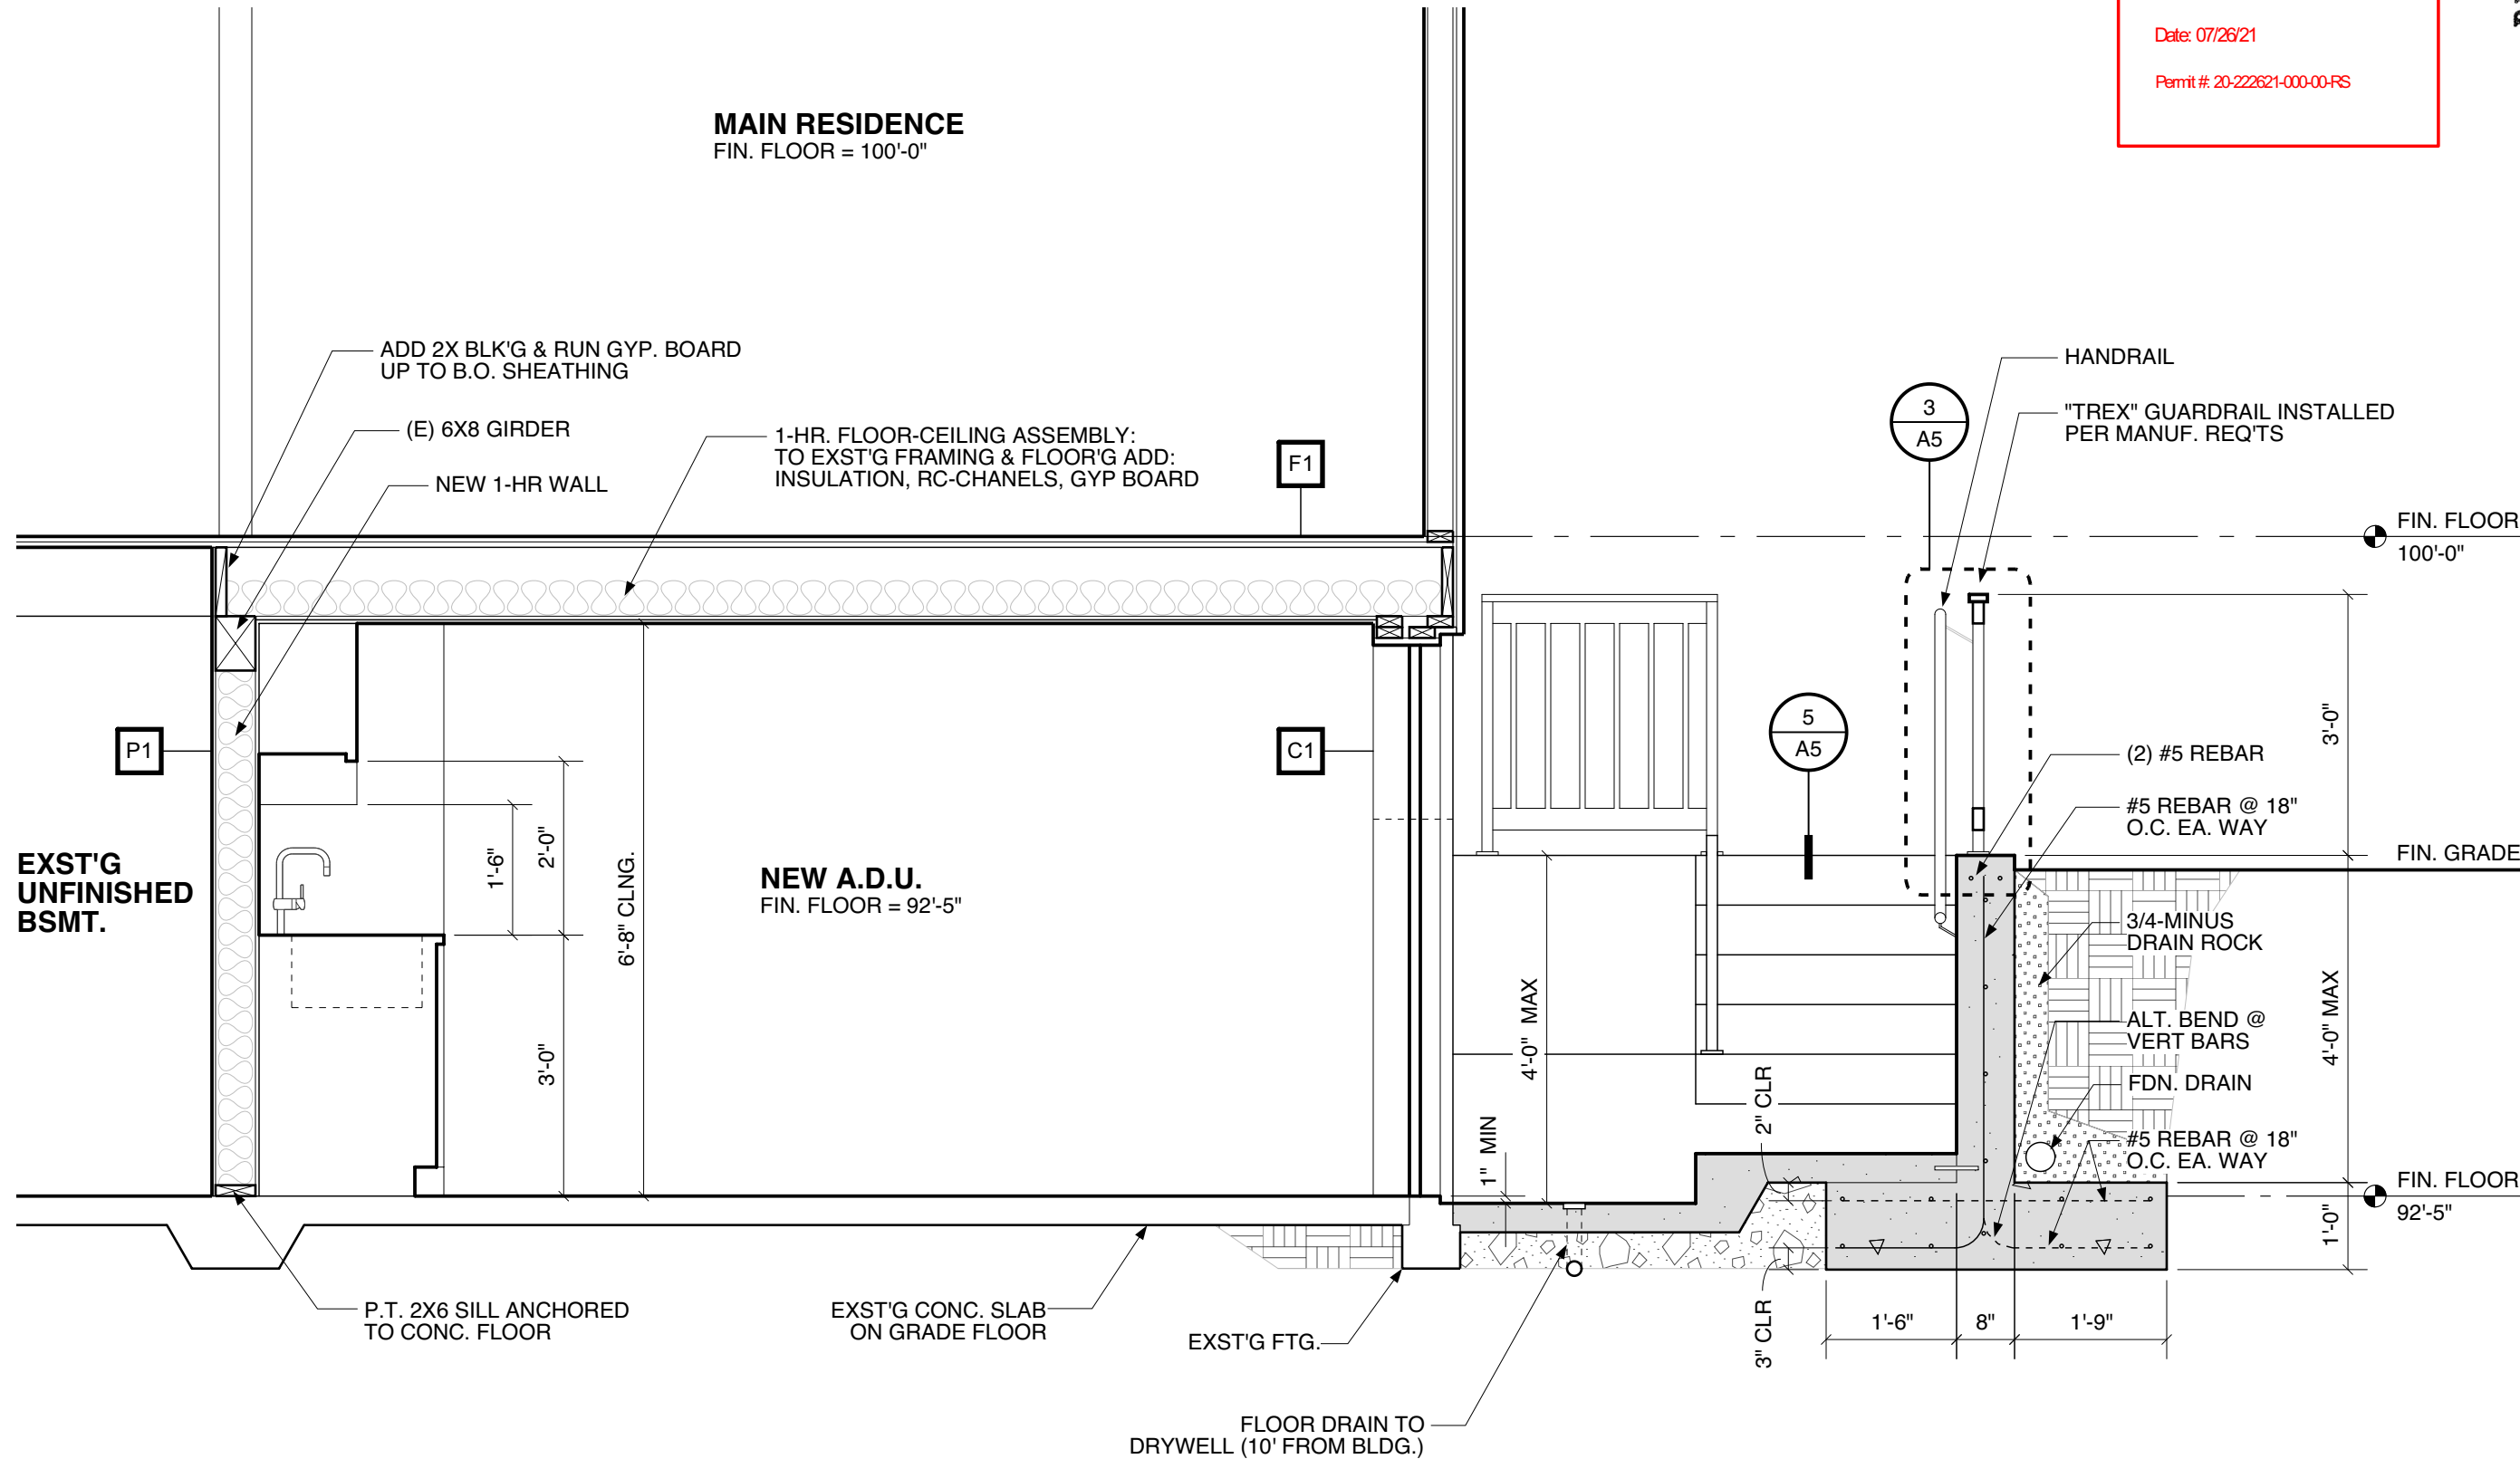 Date: 07/26/21
Permit #: 20-222621-000-00-RS
MAIN RESIDENCE
FIN. FLOOR = 100'-0"
ADD 2X BLK'G & RUN GYP. BOARD
UP TO B.O. SHEATHING
(E) 6X8 GIRDER
NEW 1-HR WALL
1-HR. FLOOR-CEILING ASSEMBLY:
TO EXST'G FRAMING & FLOOR'G ADD:
INSULATION, RC-CHANELS, GYP BOARD
F1
3
A5
HANDRAIL
"TREX" GUARDRAIL INSTALLED
PER MANUF. REQ'TS
FIN. FLOOR
100'-0"
P1
C1
5
A5
3'-0"
(2) #5 REBAR
#5 REBAR @ 18"
O.C. EA. WAY
FIN. GRADE
EXST'G
UNFINISHED
BSMT.
1'-6"
2'-0"
6'-8" CLNG.
NEW A.D.U.
FIN. FLOOR = 92'-5"
3'-0"
4'-0" MAX
1" MIN
2" CLR
3/4-MINUS
DRAIN ROCK
ALT. BEND @
VERT BARS
4'-0" MAX
FDN. DRAIN
#5 REBAR @ 18"
O.C. EA. WAY
FIN. FLOOR
92'-5"
1'-0"
P.T. 2X6 SILL ANCHORED
TO CONC. FLOOR
EXST'G CONC. SLAB
ON GRADE FLOOR
EXST'G FTG.
3" CLR
1'-6"
8"
1'-9"
FLOOR DRAIN TO
DRYWELL (10' FROM BLDG.)